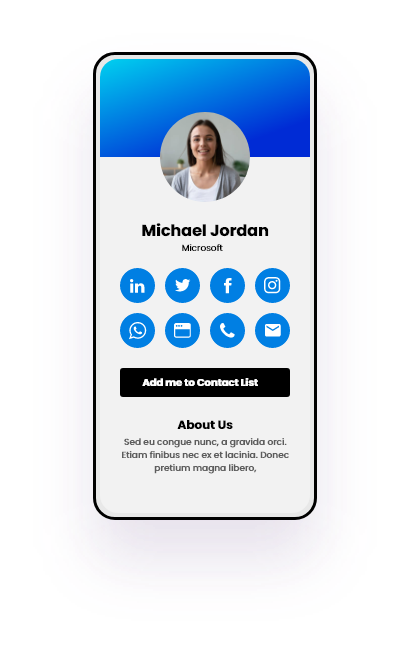 Michael Jordan
Microsoft
in
Add me to Contact List
About Us
Sed eu congue nunc, a gravida orci.
Etiam finibus nec ex et lacinia. Donec
pretium magna libero,